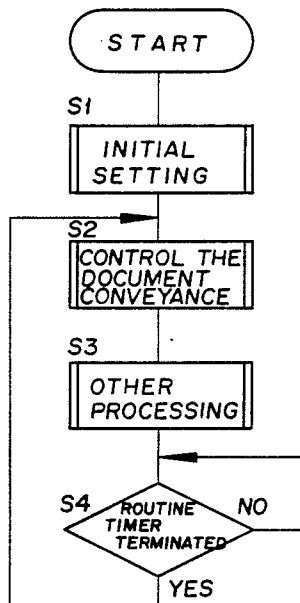 START
S1
INITIAL
SETTING
S2
CONTROL THE
DOCUMENT
CONVEYANCE
S3
OTHER
PROCESSING
S4
ROUTINE
TIMER
TERMINATED
NO
YES